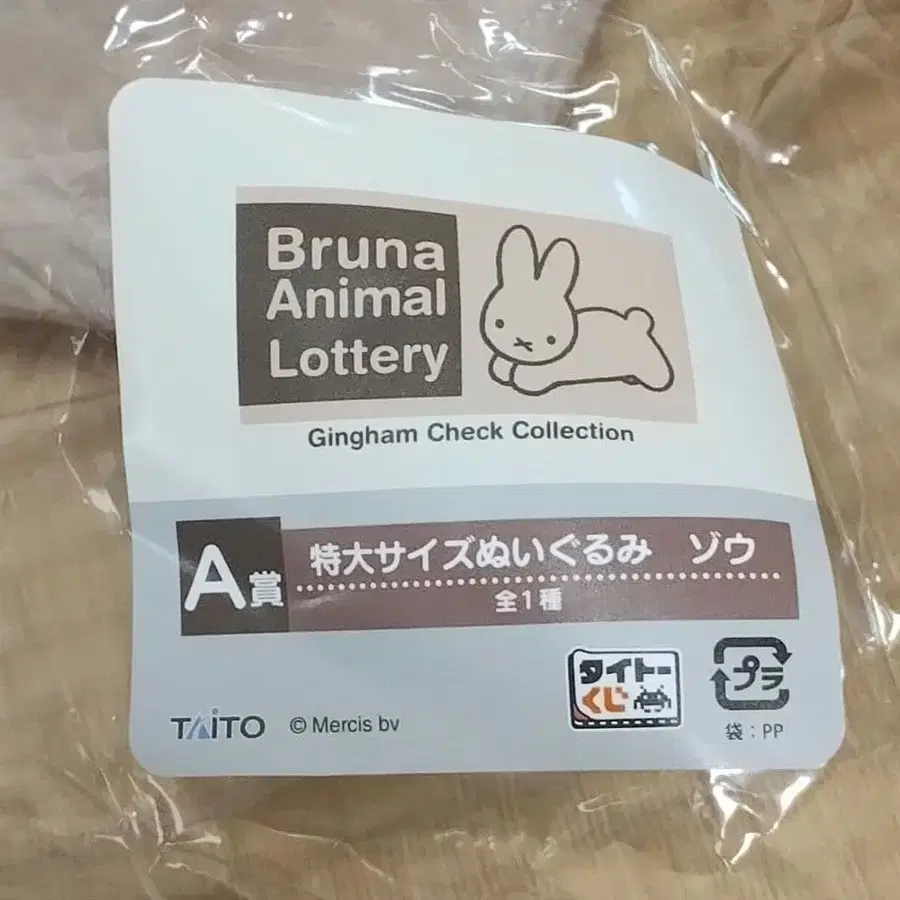 Bruna
Animal
Lottery
Gingham Check Collection
A賞
特大サイズぬいぐるみ ゾウ
全1種
タイトー
くじ
プラ
袋：PP
TAITO © Mercis bv